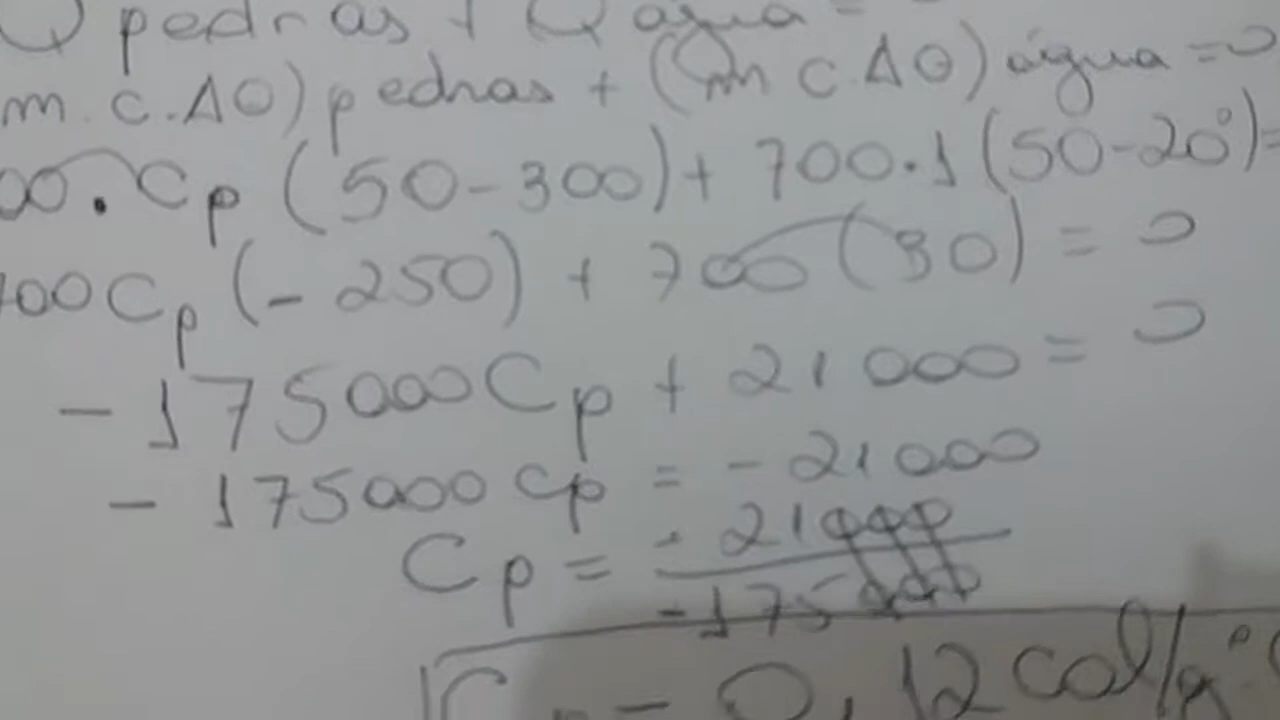 Q pedras + Q água =
m. c. Δθ) pedras + (m c. Δθ) água = 0
00. Cp (50 - 300) + 700. 1 (50 - 20°) =
700 Cp (- 250) + 700 (30) = 0
- 175000 Cp + 21000 = 0
- 175000 Cp = - 21000
Cp = - 21000
- 175000
= 0,12 cal/g °C